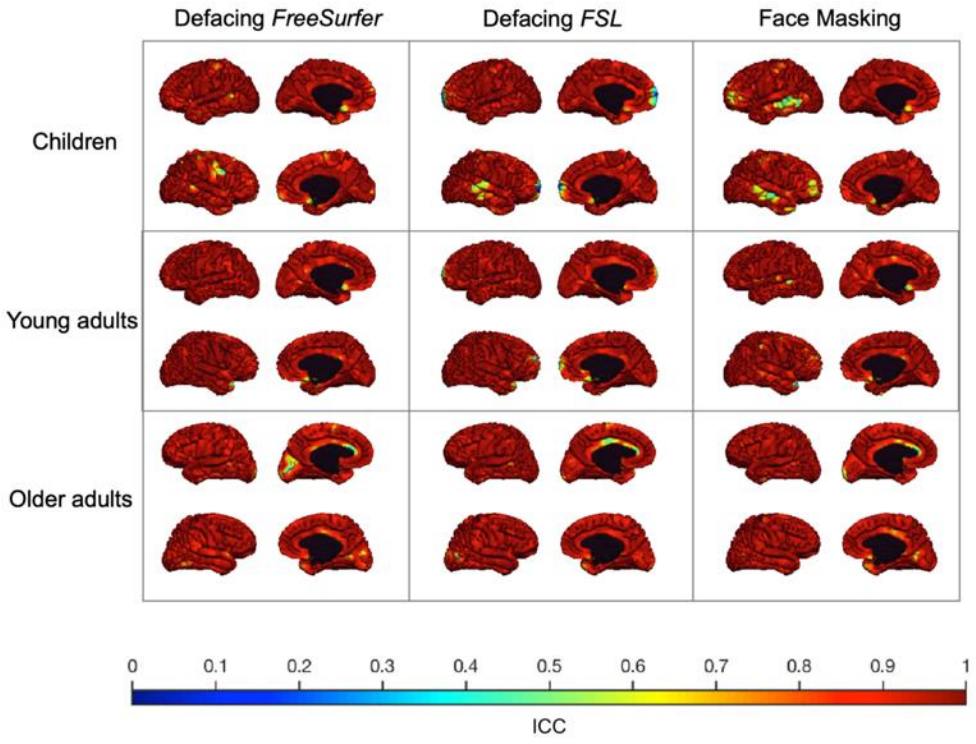 Defacing FreeSurfer Defacing FSL Face Masking
Children
Young adults
Older adults
0 0.1 0.2 0.3 0.4 0.5 0.6 0.7 0.8 0.9 1
ICC